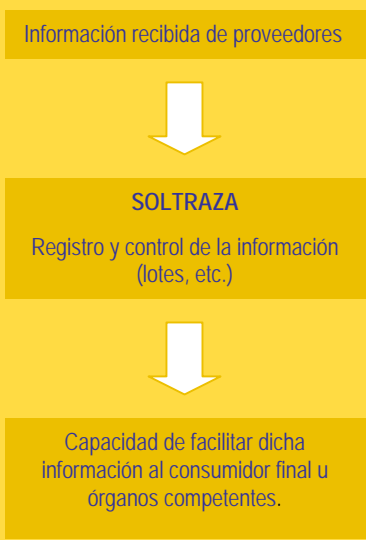 Información recibida de proveedores
SOLTRAZA
Registro y control de la información
(lotes, etc.)
Capacidad de facilitar dicha
información al consumidor final u
órganos competentes.